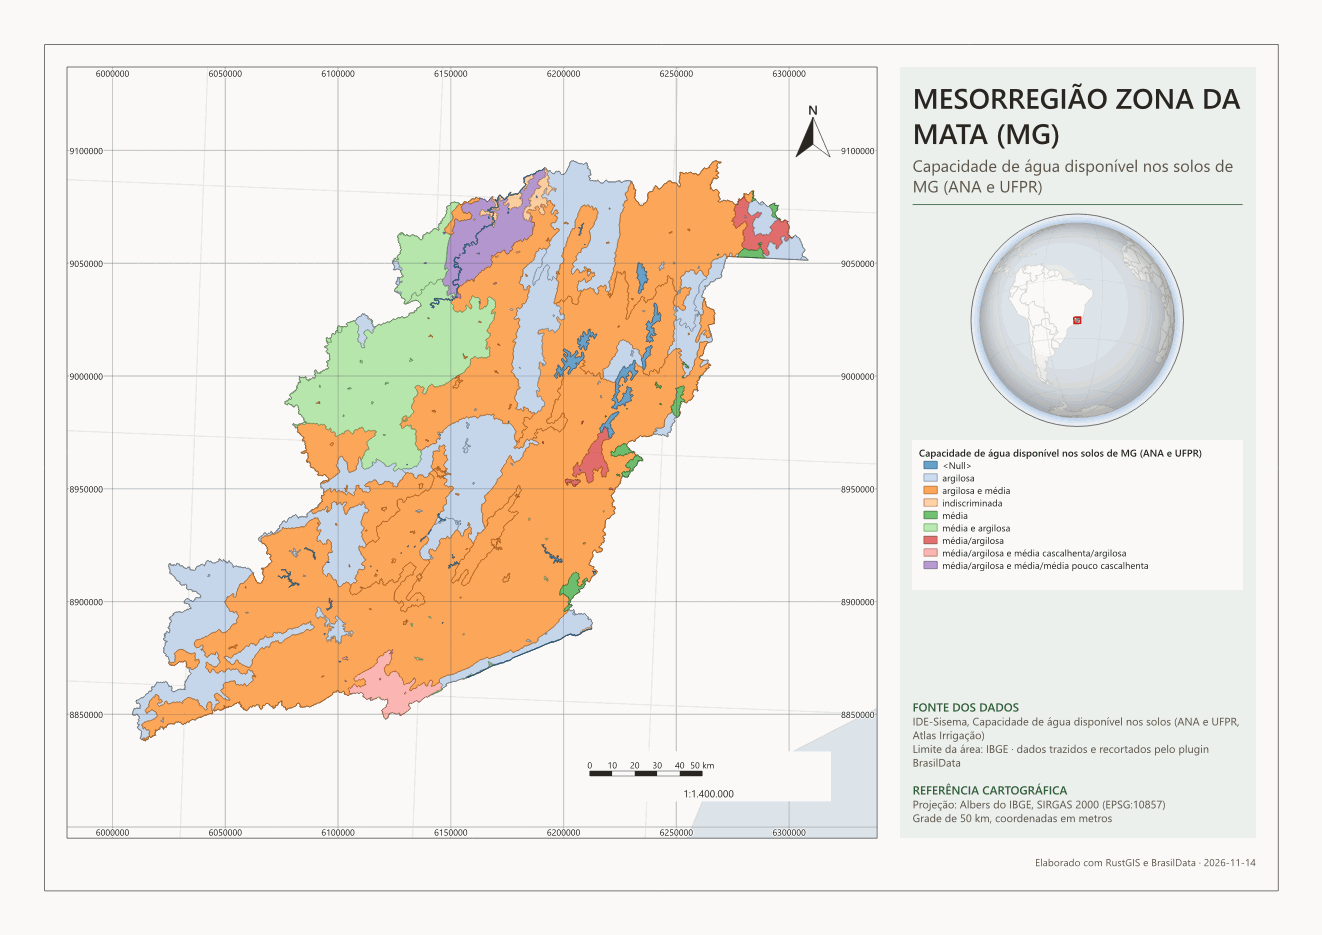 6000000 6050000 6100000 6150000 6200000 6250000 6300000
N
9100000 9100000
9050000 9050000
9000000 9000000
8950000 8950000
8900000 8900000
8850000 8850000
0 10 20 30 40 50 km
1:1.400.000
6000000 6050000 6100000 6150000 6200000 6250000 6300000
MESORREGIÃO ZONA DA
MATA (MG)
Capacidade de água disponível nos solos de
MG (ANA e UFPR)
Capacidade de água disponível nos solos de MG (ANA e UFPR)
<Null>
argilosa
argilosa e média
indiscriminada
média
média e argilosa
média/argilosa
média/argilosa e média cascalhenta/argilosa
média/argilosa e média/média pouco cascalhenta
FONTE DOS DADOS
IDE-Sisema, Capacidade de água disponível nos solos (ANA e UFPR,
Atlas Irrigação)
Limite da área: IBGE · dados trazidos e recortados pelo plugin
BrasilData
REFERÊNCIA CARTOGRÁFICA
Projeção: Albers do IBGE, SIRGAS 2000 (EPSG:10857)
Grade de 50 km, coordenadas em metros
Elaborado com RustGIS e BrasilData · 2026-11-14